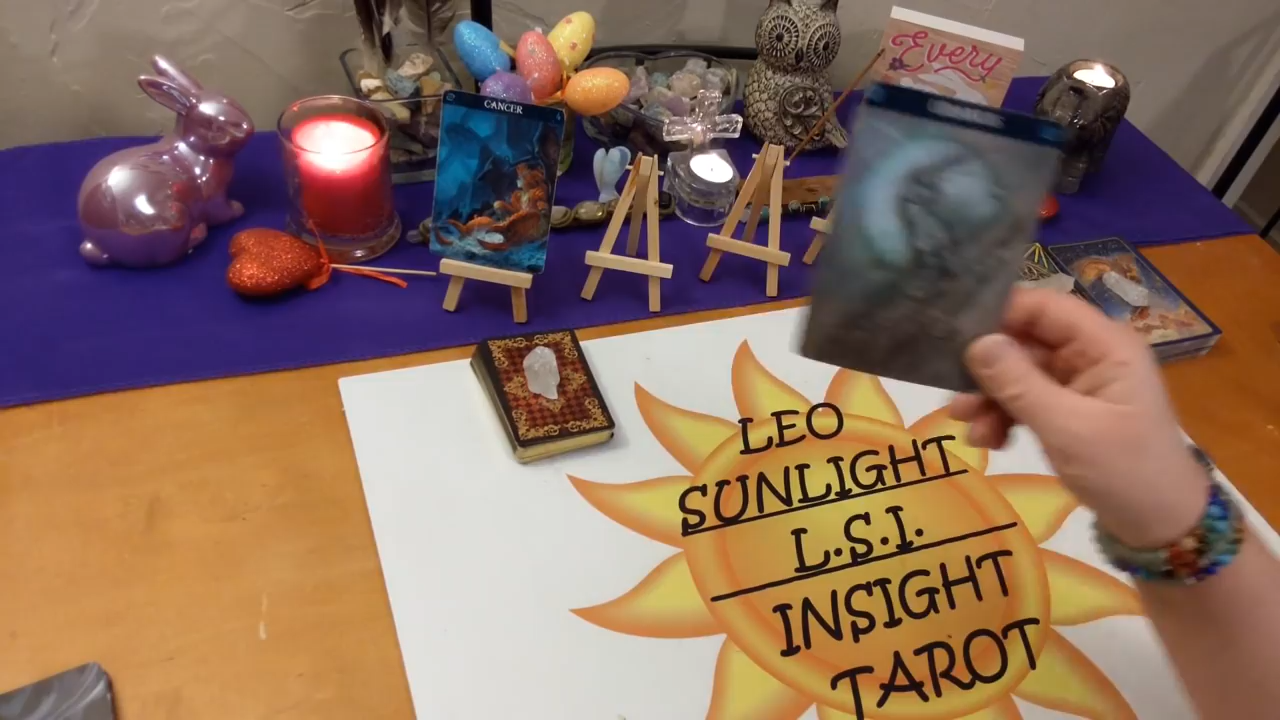 CANCER
Every
LEO
SUNLIGHT
L.S.I.
INSIGHT
TAROT